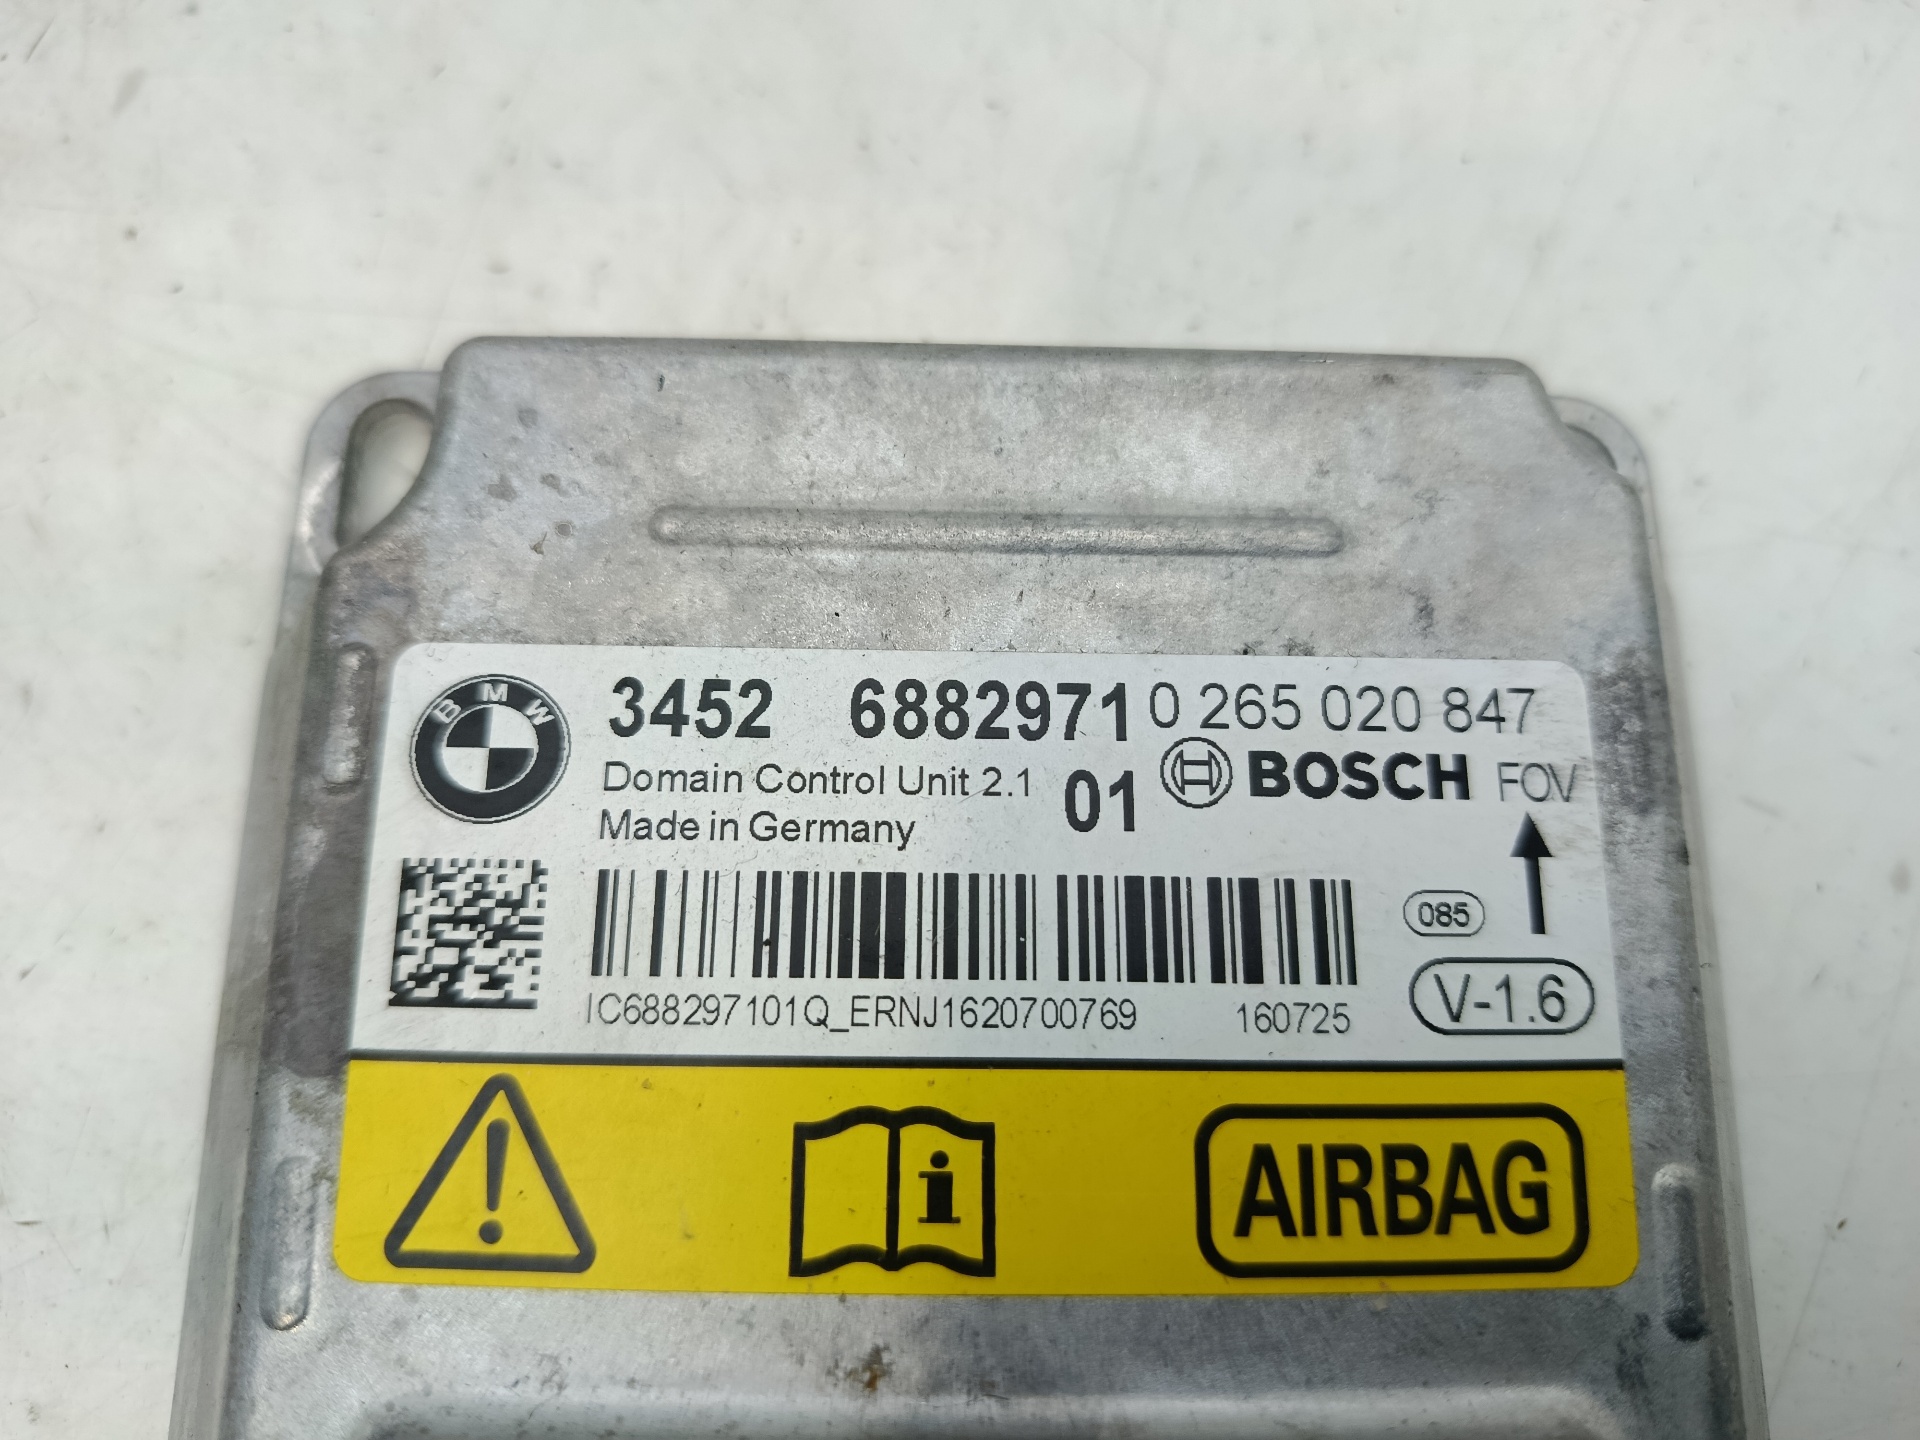 BMW
3452 6882971 0 265 020 847
Domain Control Unit 2.1 01 BOSCH FOV
Made in Germany
085
IC688297101Q_ERNJ1620700769 160725 V-1.6
i AIRBAG